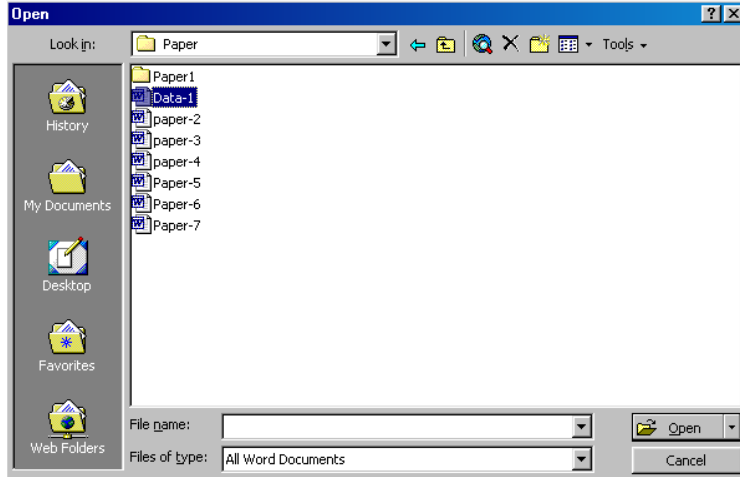 Open
Look in:
Paper
Tools
Paper1
Data-1
paper-2
paper-3
paper-4
Paper-5
Paper-6
Paper-7
History
My Documents
Desktop
Favorites
Web Folders
File name:
Open
Files of type:
All Word Documents
Cancel